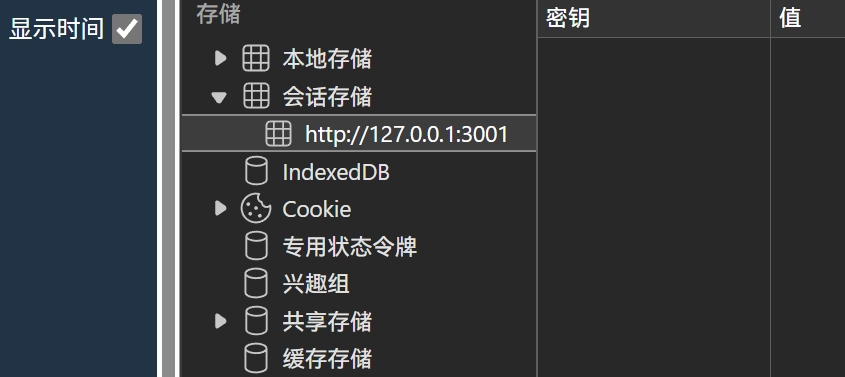 显示时间
存储
本地存储
会话存储
http://127.0.0.1:3001
IndexedDB
Cookie
专用状态令牌
兴趣组
共享存储
缓存存储
密钥 值